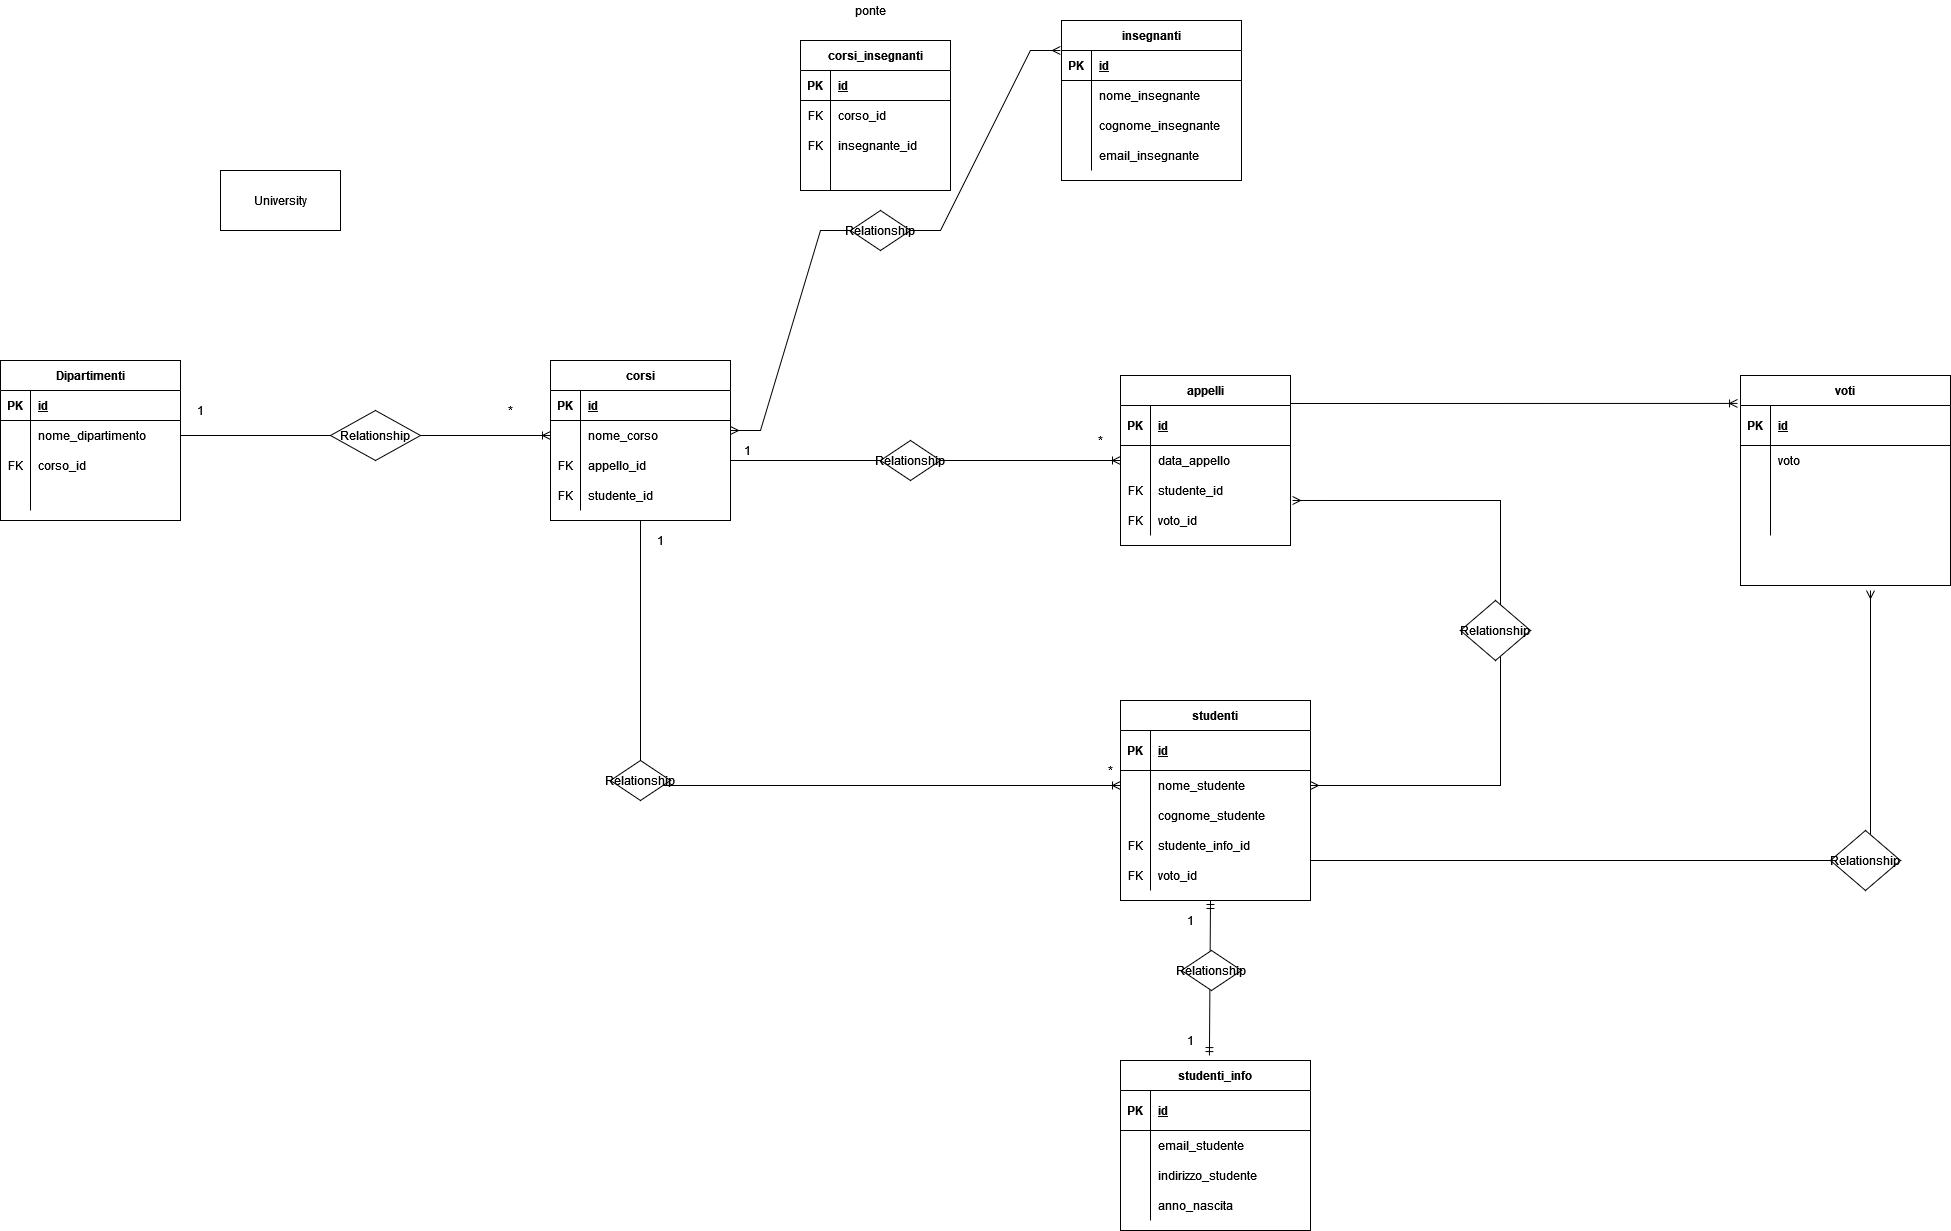 ponte
corsi_insegnanti
PK id
FK corso_id
FK insegnante_id
insegnanti
PK id
nome_insegnante
cognome_insegnante
email_insegnante
University
Relationship
Dipartimenti
PK id
nome_dipartimento
FK corso_id
1
Relationship
*
corsi
PK id
nome_corso
FK appello_id
FK studente_id
1
Relationship
*
appelli
PK id
data_appello
FK studente_id
FK voto_id
voti
PK id
voto
1
Relationship
Relationship
*
studenti
PK id
nome_studente
cognome_studente
FK studente_info_id
FK voto_id
Relationship
1
Relationship
1
studenti_info
PK id
email_studente
indirizzo_studente
anno_nascita